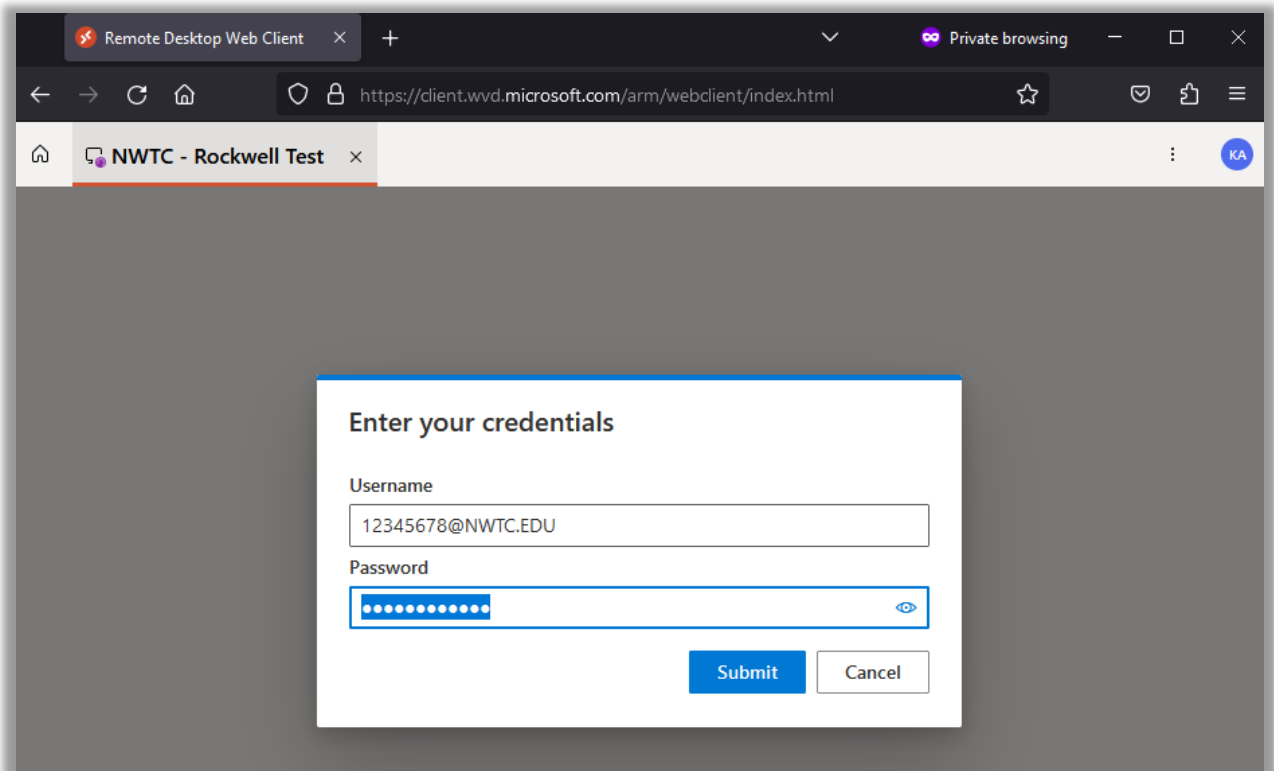 Remote Desktop Web Client
Private browsing
https://client.wvd.microsoft.com/arm/webclient/index.html
NWTC - Rockwell Test
KA
Enter your credentials
Username
12345678@NWTC.EDU
Password
••••••••••••
Submit Cancel